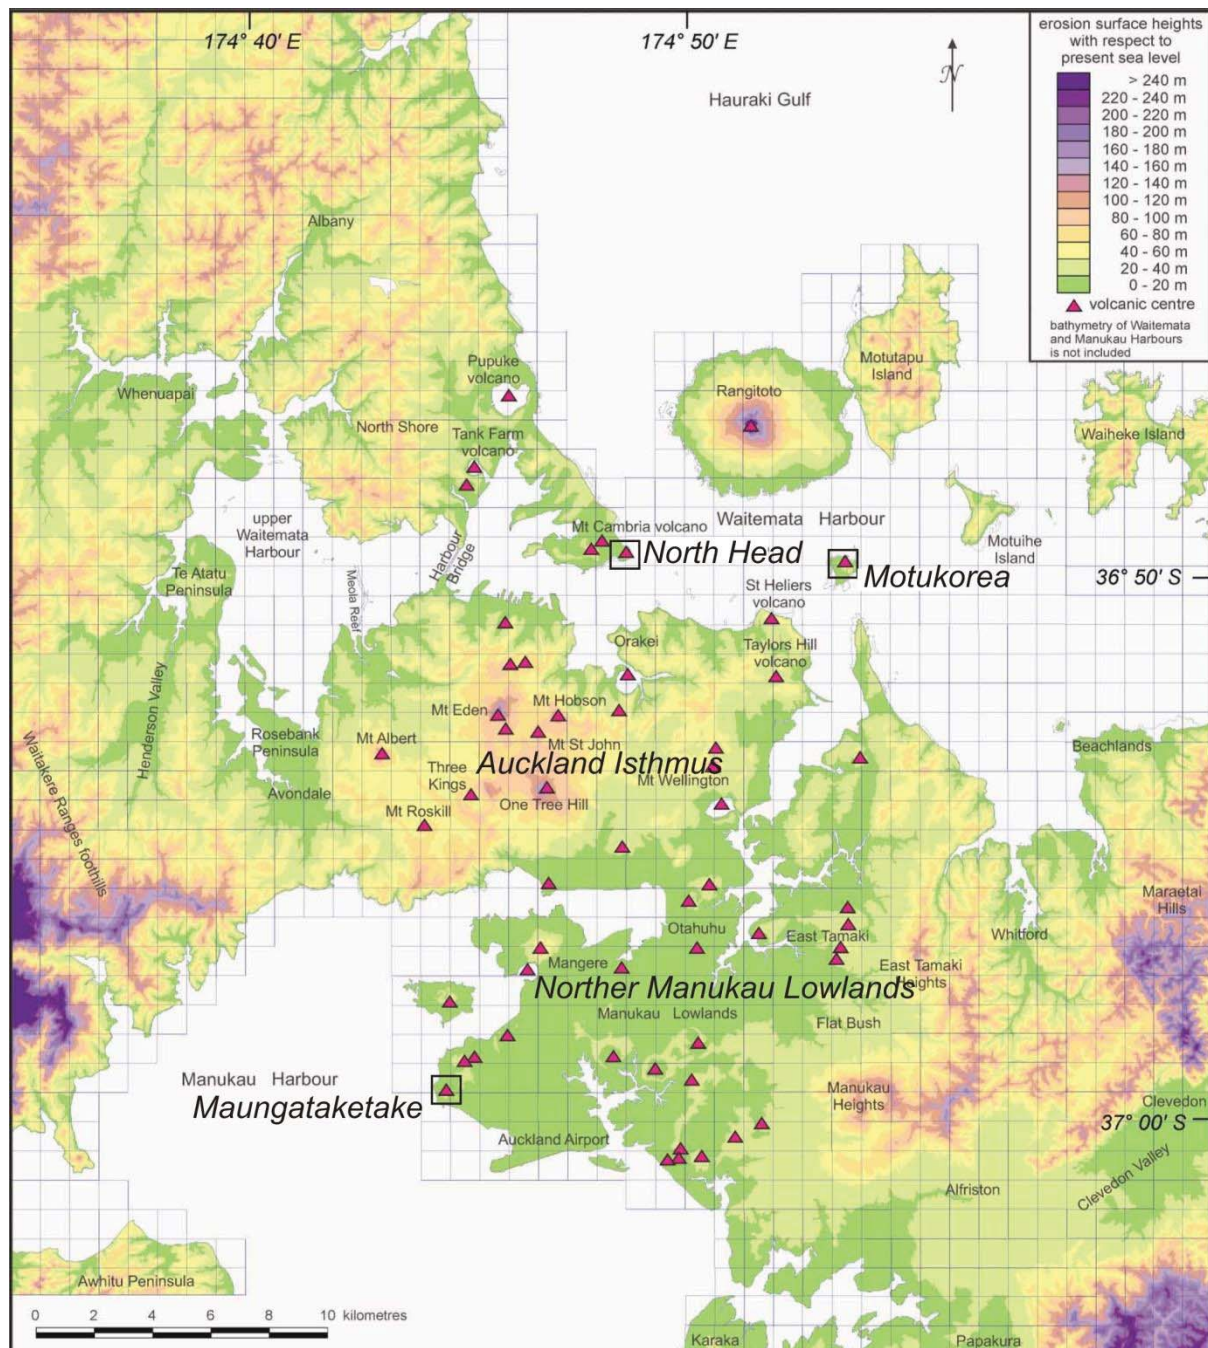 174° 40' E
174° 50' E
N
Hauraki Gulf
erosion surface heights
with respect to
present sea level
> 240 m
220 - 240 m
200 - 220 m
180 - 200 m
160 - 180 m
140 - 160 m
120 - 140 m
100 - 120 m
80 - 100 m
60 - 80 m
40 - 60 m
20 - 40 m
0 - 20 m
volcanic centre
bathymetry of Waitemata
and Manukau Harbours
is not included
Albany
Pupuke
volcano
Whenuapai
North Shore
Tank Farm
volcano
Rangitoto
Motutapu
Island
Waiheke Island
upper
Waitemata
Harbour
Harbour
Bridge
Mt Cambria volcano
North Head
Waitemata Harbour
Motuihe
Island
Motukorea
36° 50' S
Te Atatu
Peninsula
Meola Reef
St Heliers
volcano
Orakei
Taylors Hill
volcano
Henderson Valley
Mt Hobson
Mt Eden
Rosebank
Peninsula
Mt Albert
Mt St John
Auckland Isthmus
Beachlands
Waitakere Ranges foothills
Three
Kings
Mt Wellington
Avondale
One Tree Hill
Mt Roskill
Maraetai
Hills
Otahuhu
East Tamaki
Whitford
Mangere
East Tamaki
Heights
Norther Manukau Lowlands
Manukau Lowlands
Flat Bush
Manukau Harbour
Maungataketake
Manukau
Heights
Clevedon
37° 00' S
Auckland Airport
Clevedon Valley
Alfriston
Awhitu Peninsula
0 2 4 6 8 10 kilometres
Karaka
Papakura